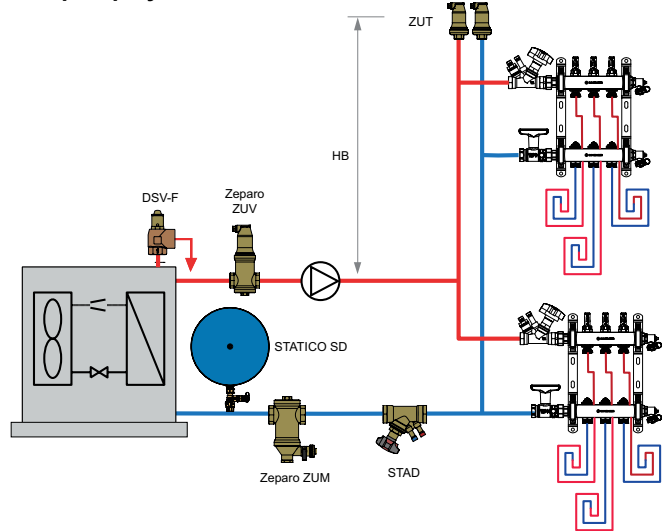 ZUT
HB
DSV-F
Zeparo
ZUV
STATICO SD
Zeparo ZUM
STAD